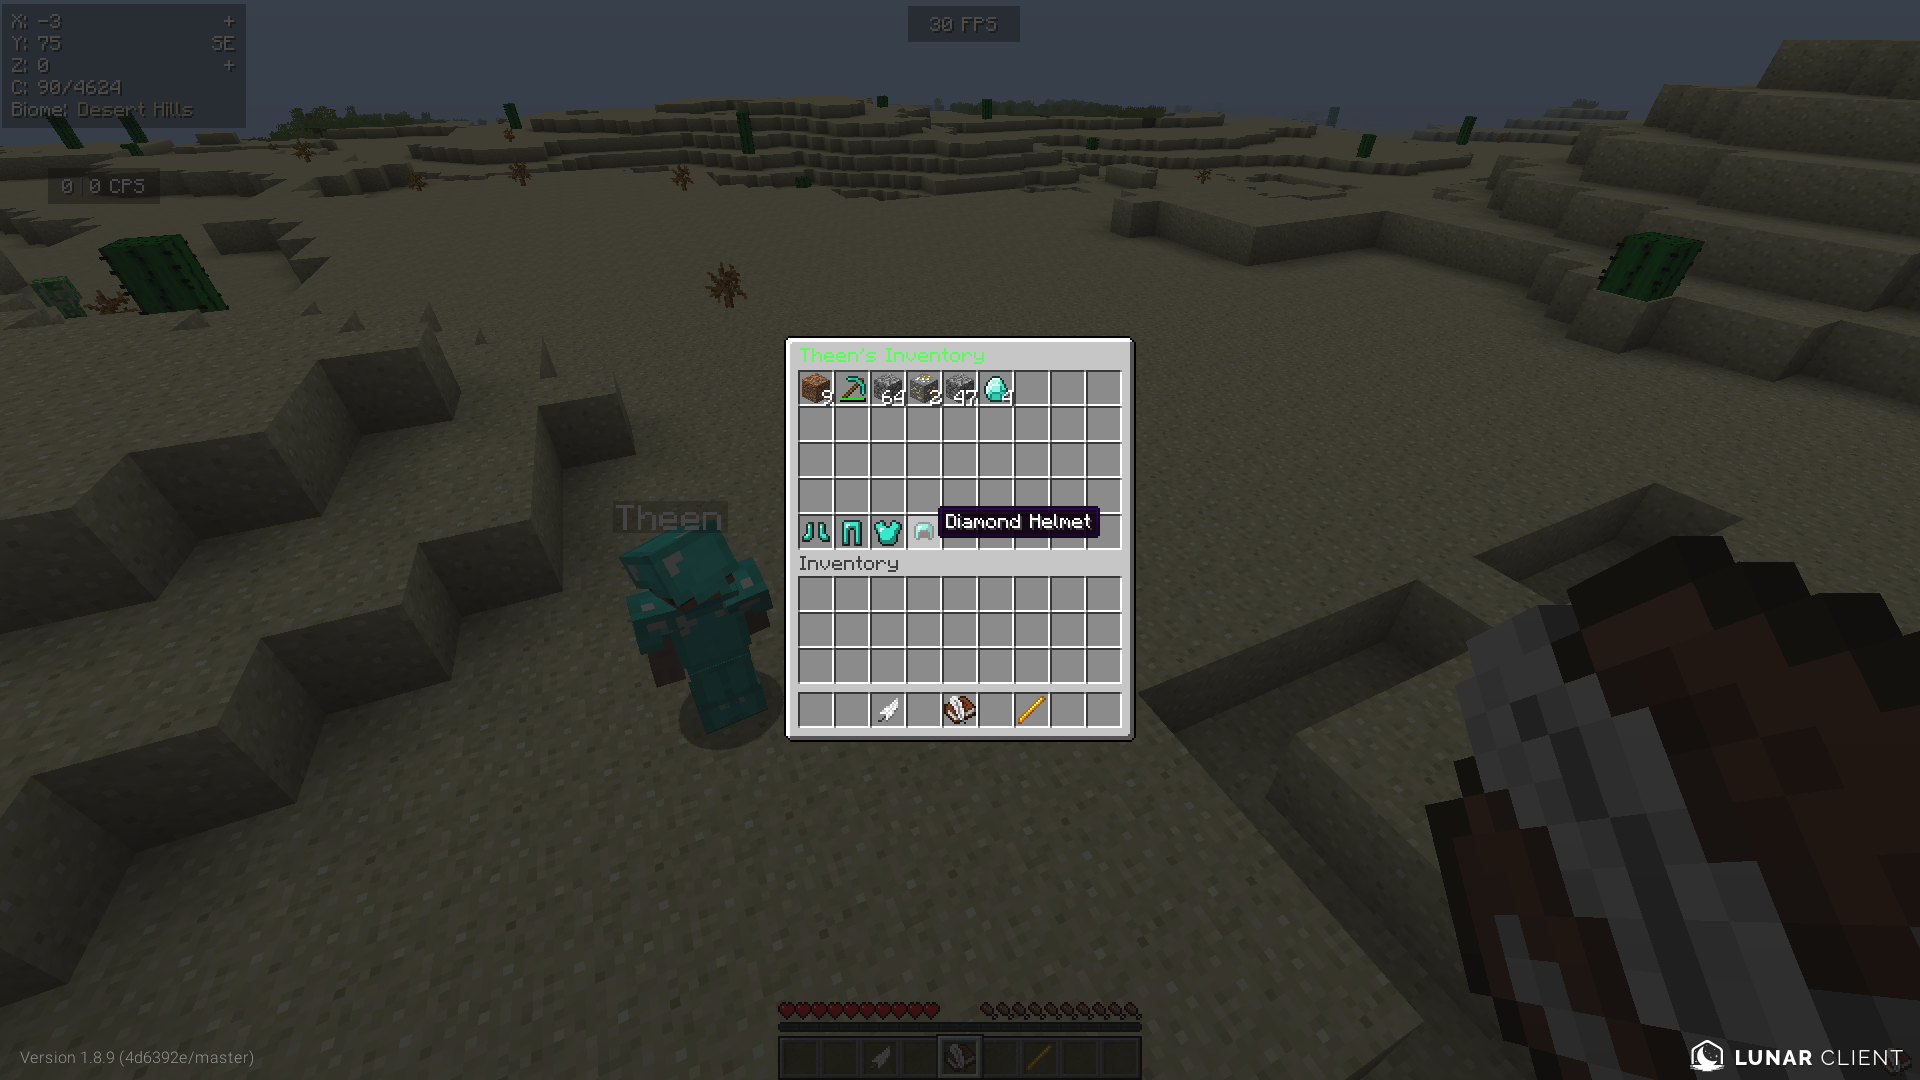 X: -3 +
Y: 75 SE
Z: 0 +
C: 90/4624
Biome: Desert Hills
30 FPS
0 | 0 CPS
Theen's Inventory
9 64 2 47 4
Theen
Diamond Helmet
Inventory
Version 1.8.9 (4d6392e/master)
LUNAR CLIENT